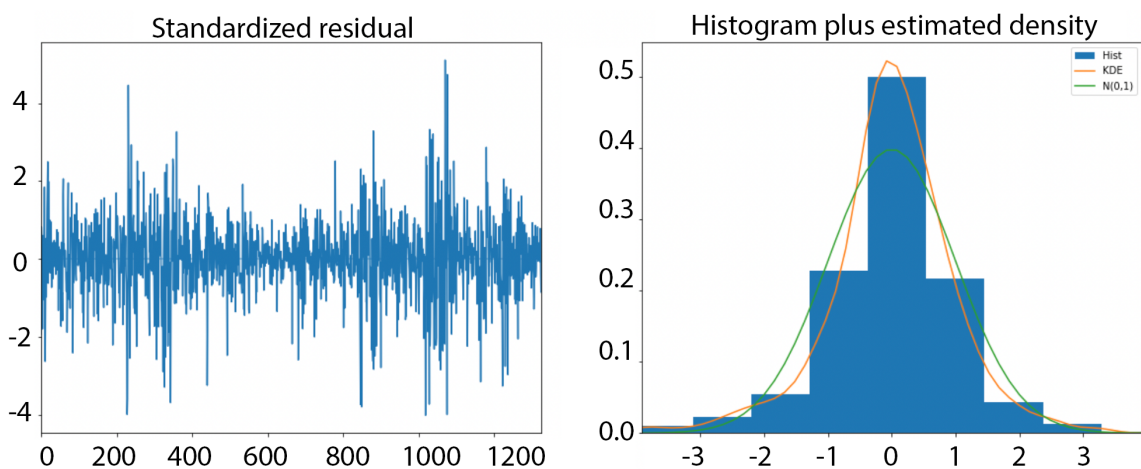 Standardized residual
4
2
0
-2
-4
0 200 400 600 800 1000 1200
Histogram plus estimated density
Hist
KDE
N(0,1)
0.5
0.4
0.3
0.2
0.1
0.0
-3 -2 -1 0 1 2 3